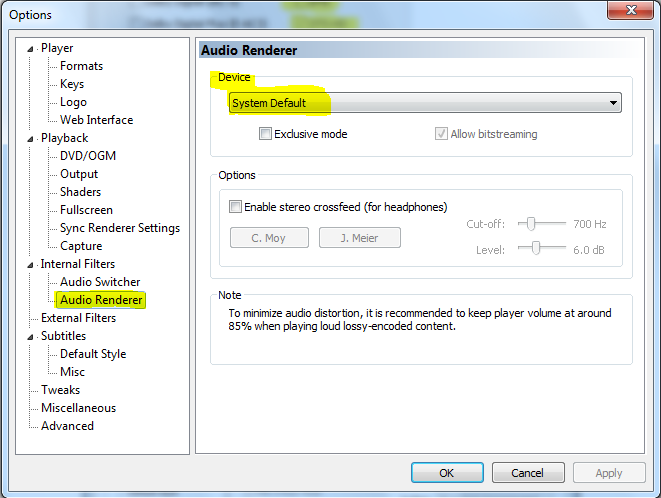 Options
Player
Formats
Keys
Logo
Web Interface
Playback
DVD/OGM
Output
Shaders
Fullscreen
Sync Renderer Settings
Capture
Internal Filters
Audio Switcher
Audio Renderer
External Filters
Subtitles
Default Style
Misc
Tweaks
Miscellaneous
Advanced
Audio Renderer
Device
System Default
Exclusive mode
Allow bitstreaming
Options
Enable stereo crossfeed (for headphones)
C. Moy
J. Meier
Cut-off:
700 Hz
Level:
6.0 dB
Note
To minimize audio distortion, it is recommended to keep player volume at around
85% when playing loud lossy-encoded content.
OK
Cancel
Apply